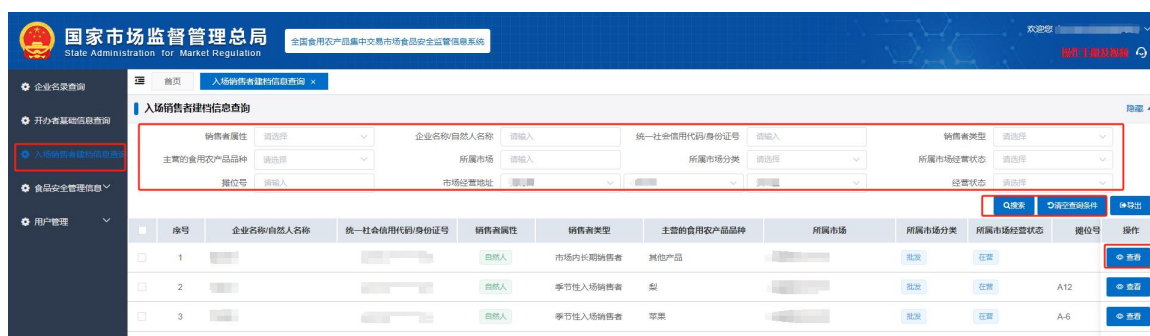 国家市场监督管理总局
State Administration for Market Regulation
全国食用农产品集中交易市场食品安全监管信息系统
欢迎您
操作手册及视频
企业名录查询
开办者基础信息查询
入场销售者建档信息查询
食品安全管理信息
用户管理
首页 入场销售者建档信息查询 ×
入场销售者建档信息查询 隐藏
销售者属性 请选择 企业名称/自然人名称 请输入 统一社会信用代码/身份证号 请输入 销售者类型 请选择
主营的食用农产品品种 请选择 所属市场 请输入 所属市场分类 请选择 所属市场经营状态 请选择
摊位号 请输入 市场经营地址 经营状态 请选择
搜索 清空查询条件 导出
序号 企业名称/自然人名称 统一社会信用代码/身份证号 销售者属性 销售者类型 主营的食用农产品品种 所属市场 所属市场分类 所属市场经营状态 摊位号 操作
1 自然人 市场内长期销售者 其他产品 批发 在营 查看
2 自然人 季节性入场销售者 梨 批发 在营 A12 查看
3 自然人 季节性入场销售者 苹果 批发 在营 A-6 查看